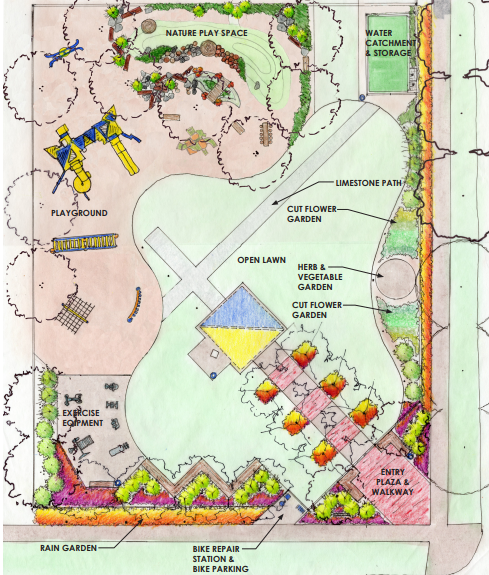 NATURE PLAY SPACE
WATER
CATCHMENT
& STORAGE
LIMESTONE PATH
CUT FLOWER
GARDEN
PLAYGROUND
OPEN LAWN
HERB &
VEGETABLE
GARDEN
CUT FLOWER
GARDEN
EXERCISE
EQIPMENT
ENTRY
PLAZA &
WALKWAY
RAIN GARDEN
BIKE REPAIR
STATION &
BIKE PARKING